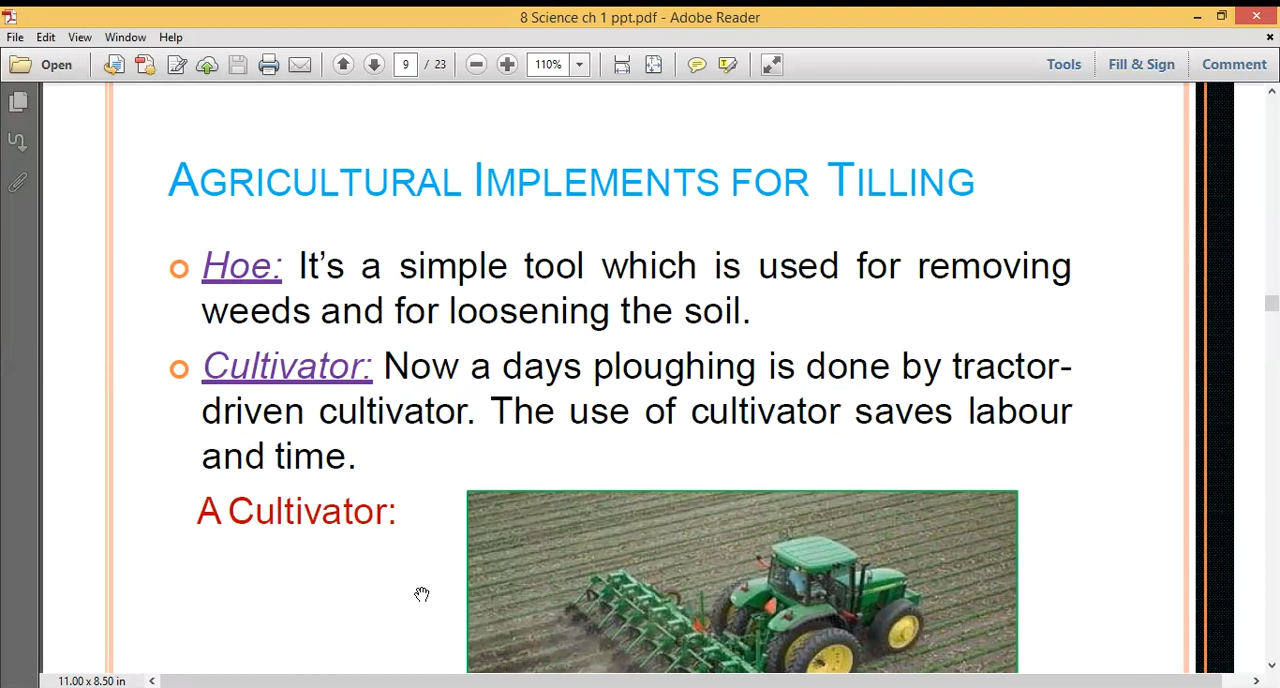 8 Science ch 1 ppt.pdf - Adobe Reader
File Edit View Window Help
Open 9 / 23 110% Tools Fill & Sign Comment
AGRICULTURAL IMPLEMENTS FOR TILLING
Hoe: It's a simple tool which is used for removing
weeds and for loosening the soil.
Cultivator: Now a days ploughing is done by tractor-
driven cultivator. The use of cultivator saves labour
and time.
A Cultivator:
11.00 x 8.50 in